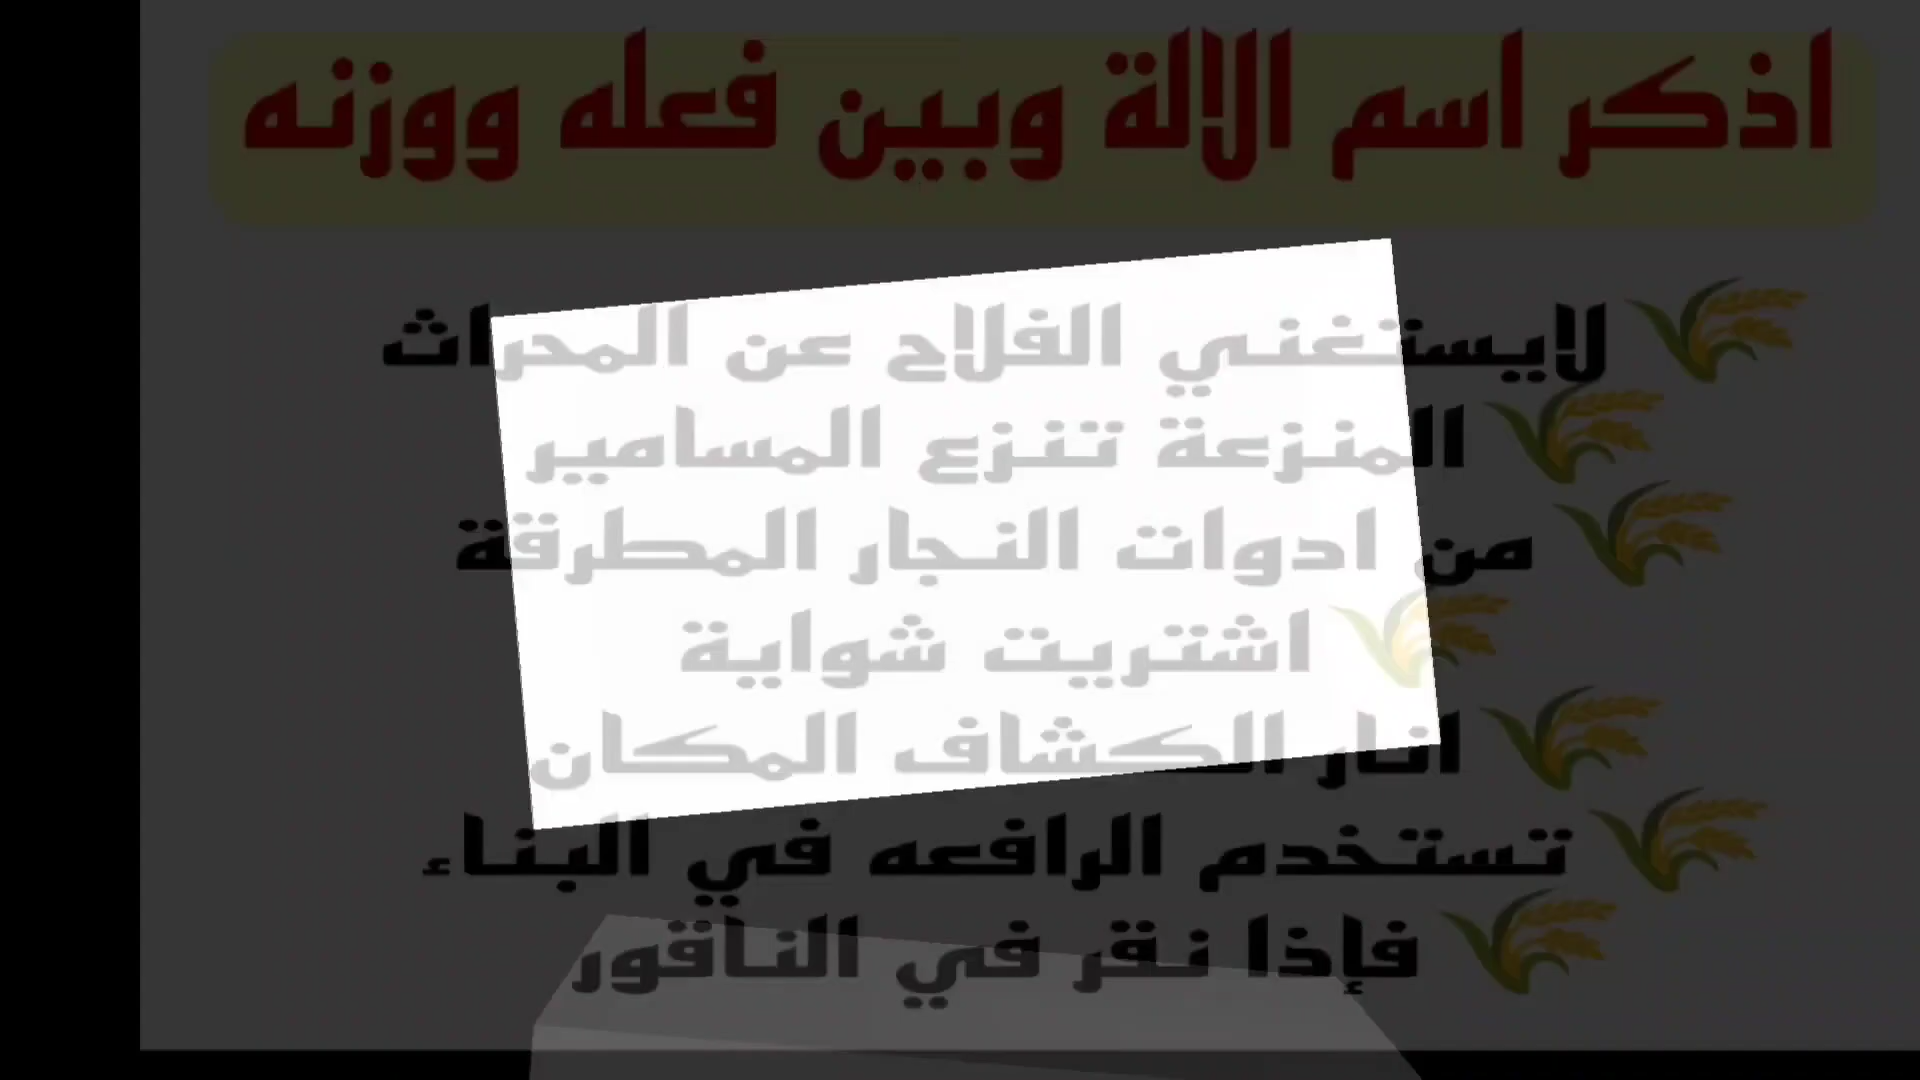 اذكر اسم الالة وبين فعله ووزنه
لايستغني الفلاح عن المحراث
المنزعة تنزع المسامير
من ادوات النجار المطرقة
اشتريت شواية
انار الكشاف المكان
تستخدم الرافعه في البناء
فإذا نقر في الناقور